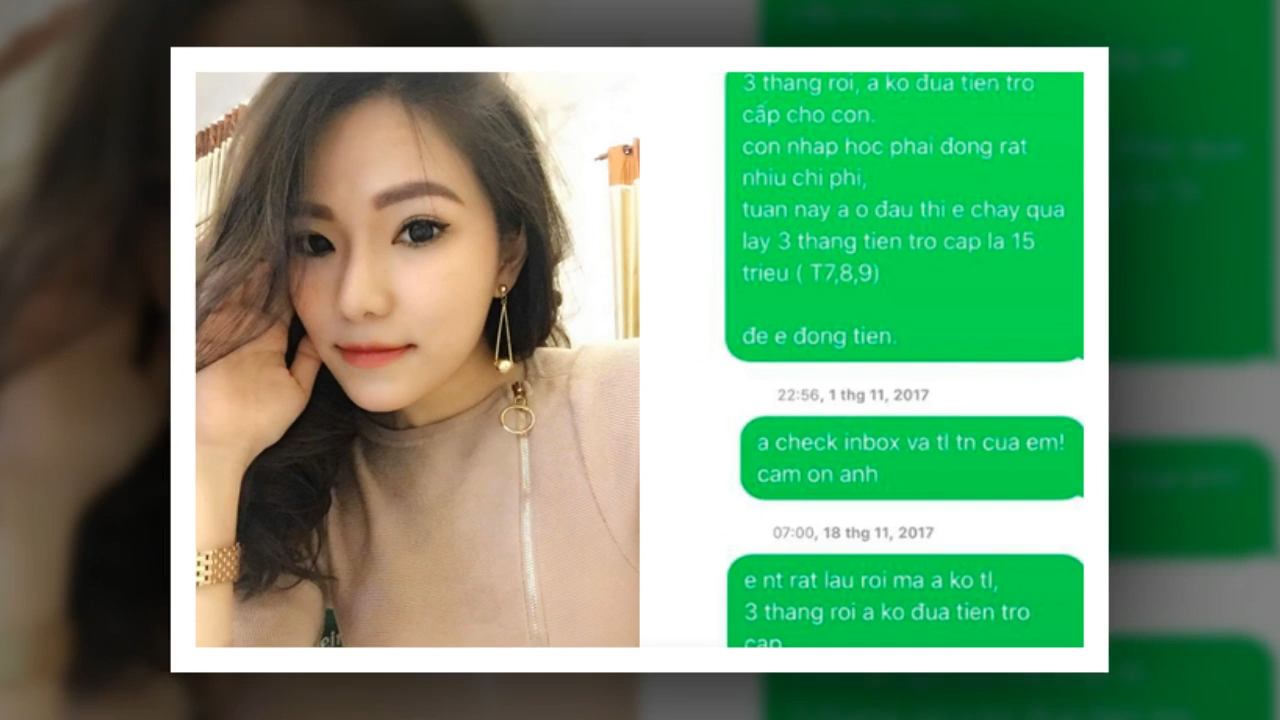 3 thang roi, a ko đua tien tro
cấp cho con.
con nhap hoc phai đong rat
nhiu chi phi,
tuan nay a o đau thi e chay qua
lay 3 thang tien tro cap la 15
trieu ( T7,8,9)
đe e đong tien.
22:56, 1 thg 11, 2017
a check inbox va tl tn cua em!
cam on anh
07:00, 18 thg 11, 2017
e nt rat lau roi ma a ko tl,
3 thang roi a ko đua tien tro
cap